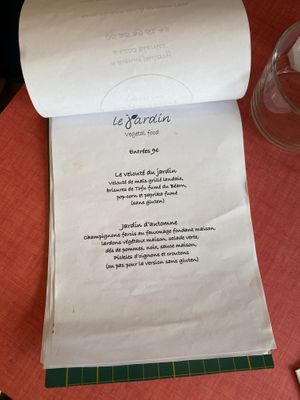 Le Jardin
vegetal food
Entrées 9€
Le velouté du jardin
Velouté de maïs grillé landais,
brisures de Tofu fumé du Béarn,
pop corn et paprika fumé
(sans gluten)
Jardin d'automne
Champignons farcis au fauxmage fondant maison,
lardons végétaux maison, salade verte,
dés de pommes, noix, sauce maison,
Pickles d'oignons et croutons
(ou pas pour la version sans gluten)